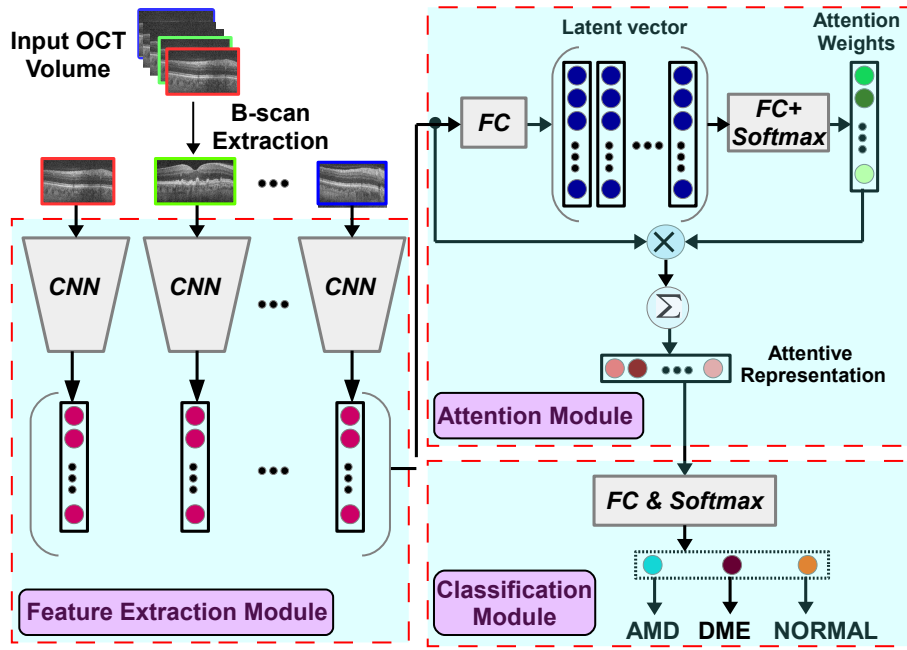 Input OCT
Volume
B-scan
Extraction
CNN
CNN
CNN
Feature Extraction Module
Latent vector
Attention
Weights
FC
FC+
Softmax
Σ
Attentive
Representation
Attention Module
FC & Softmax
Classification
Module
AMD
DME
NORMAL